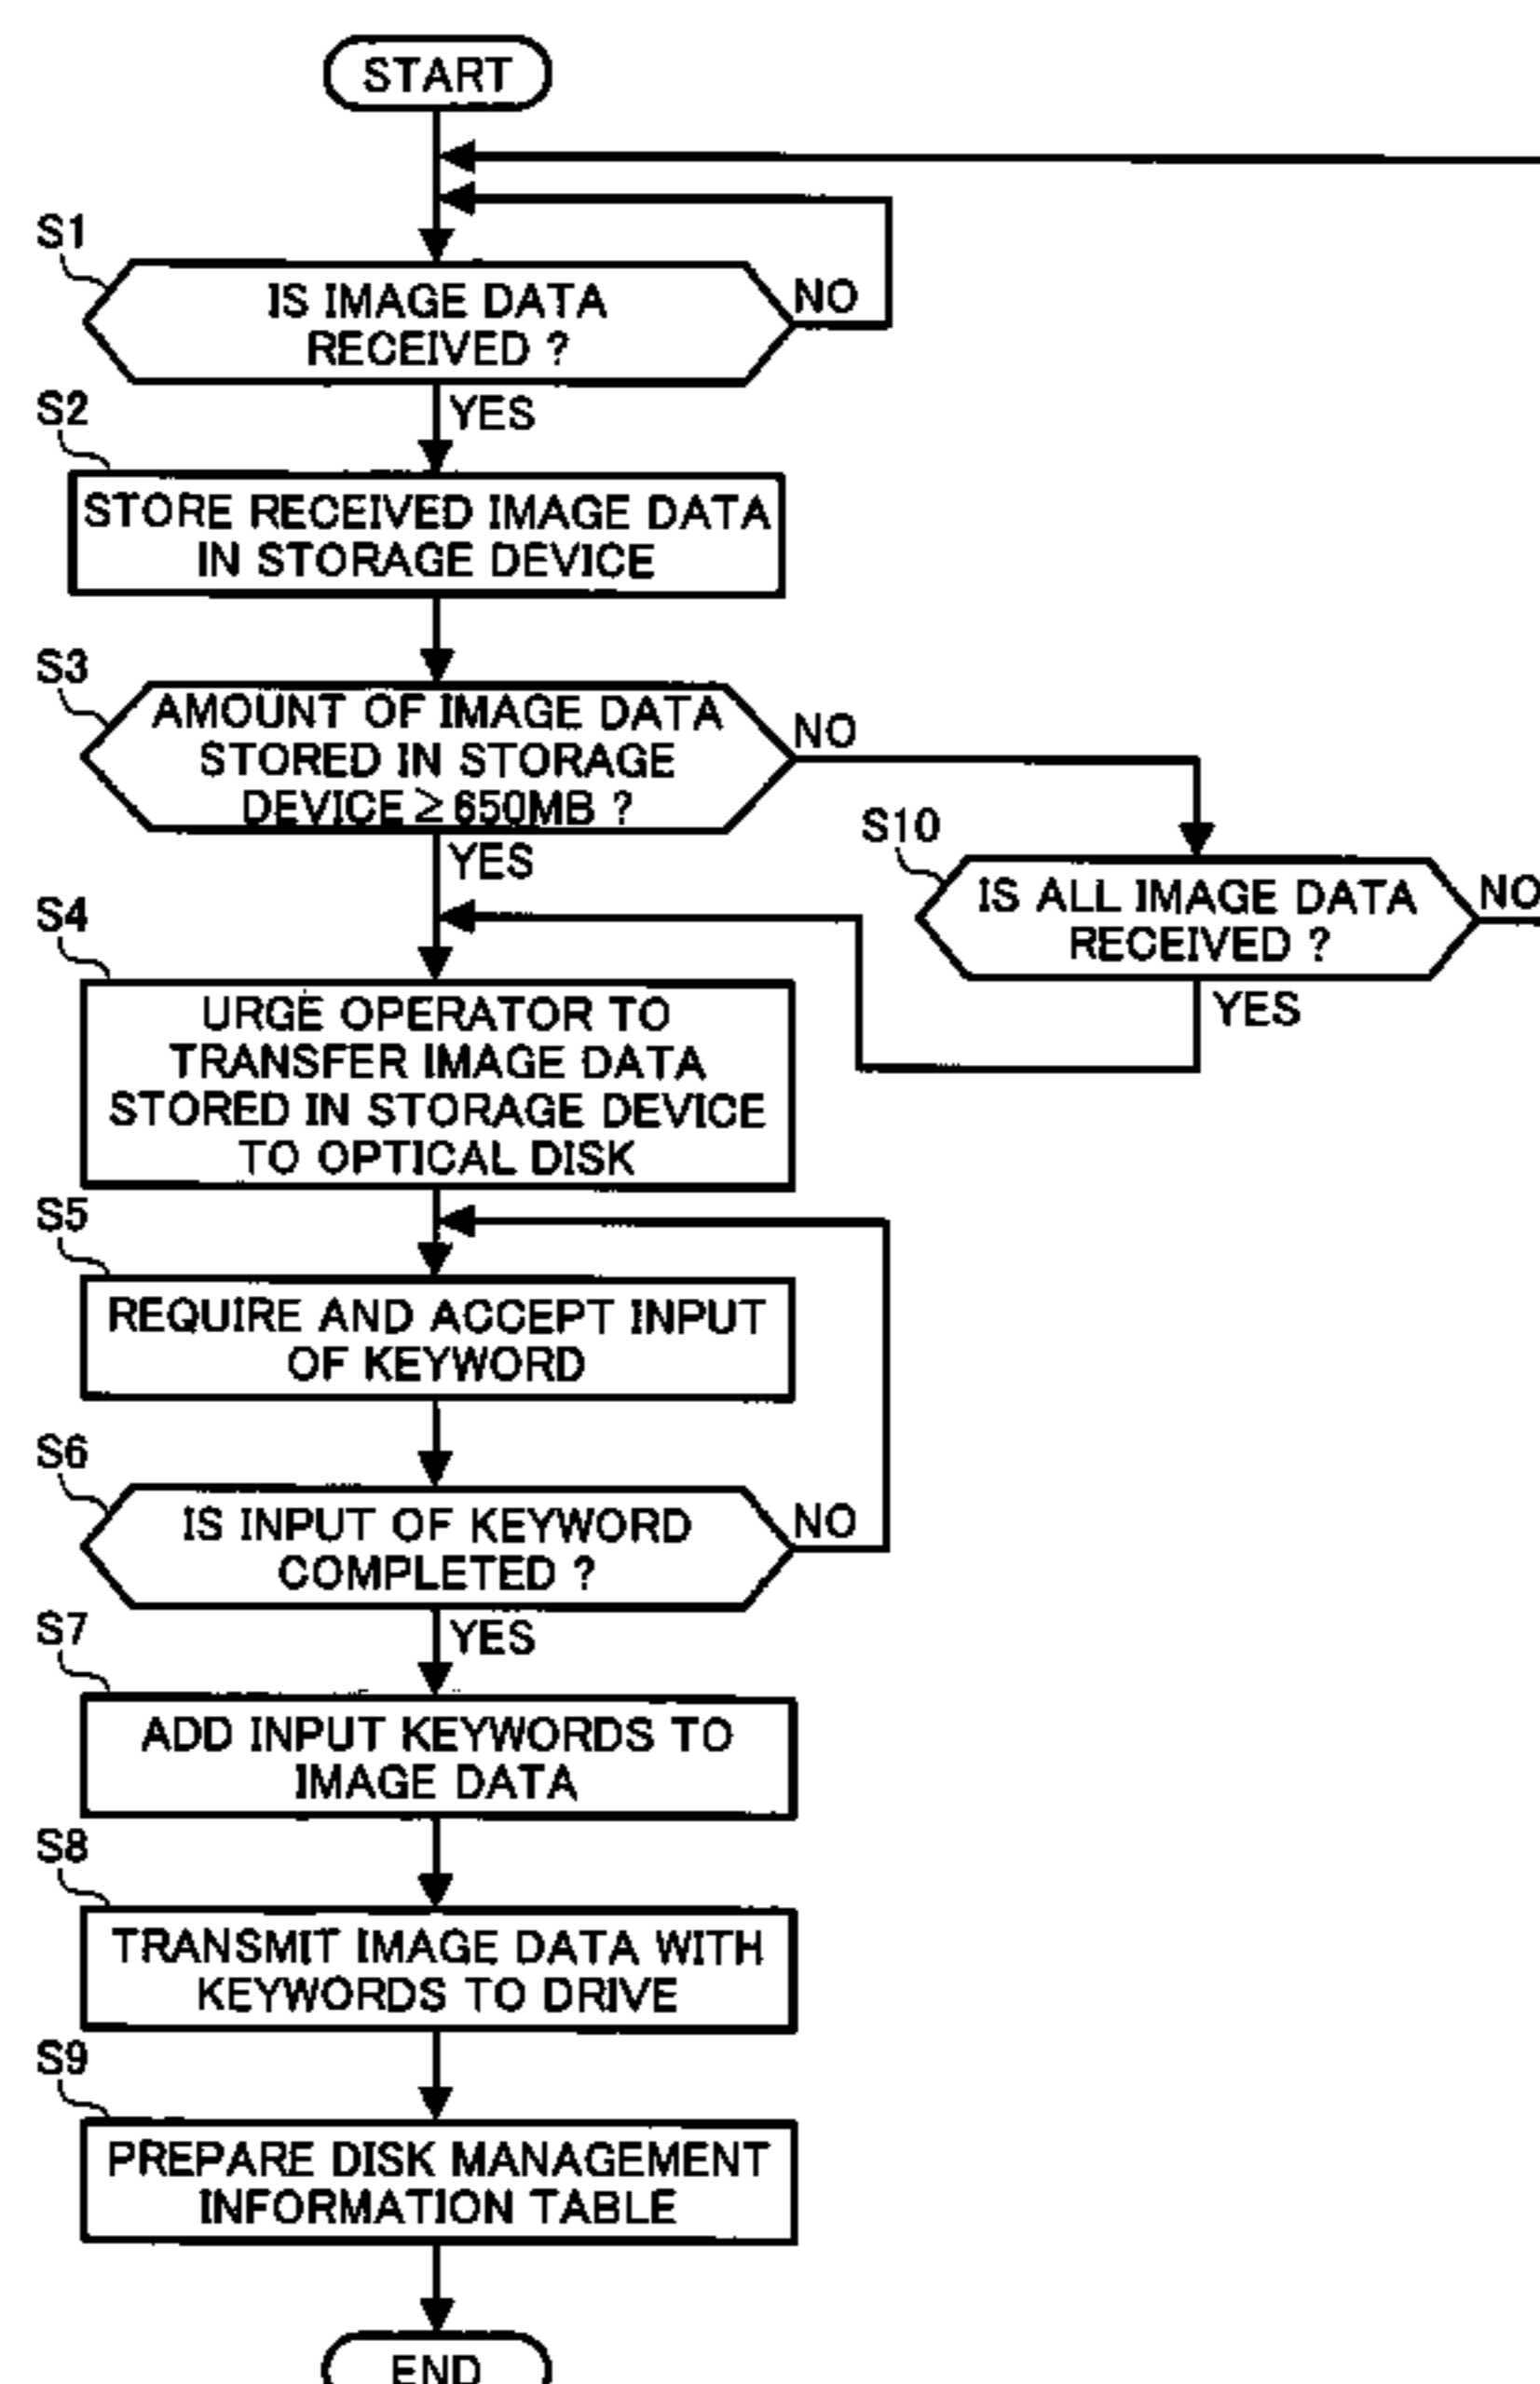 START
S1
IS IMAGE DATA
RECEIVED ?
NO
YES
S2
STORE RECEIVED IMAGE DATA
IN STORAGE DEVICE
S3
AMOUNT OF IMAGE DATA
STORED IN STORAGE
DEVICE ≥ 650MB ?
NO
YES
S10
IS ALL IMAGE DATA
RECEIVED ?
NO
YES
S4
URGE OPERATOR TO
TRANSFER IMAGE DATA
STORED IN STORAGE DEVICE
TO OPTICAL DISK
S5
REQUIRE AND ACCEPT INPUT
OF KEYWORD
S6
IS INPUT OF KEYWORD
COMPLETED ?
NO
YES
S7
ADD INPUT KEYWORDS TO
IMAGE DATA
S8
TRANSMIT IMAGE DATA WITH
KEYWORDS TO DRIVE
S9
PREPARE DISK MANAGEMENT
INFORMATION TABLE
END